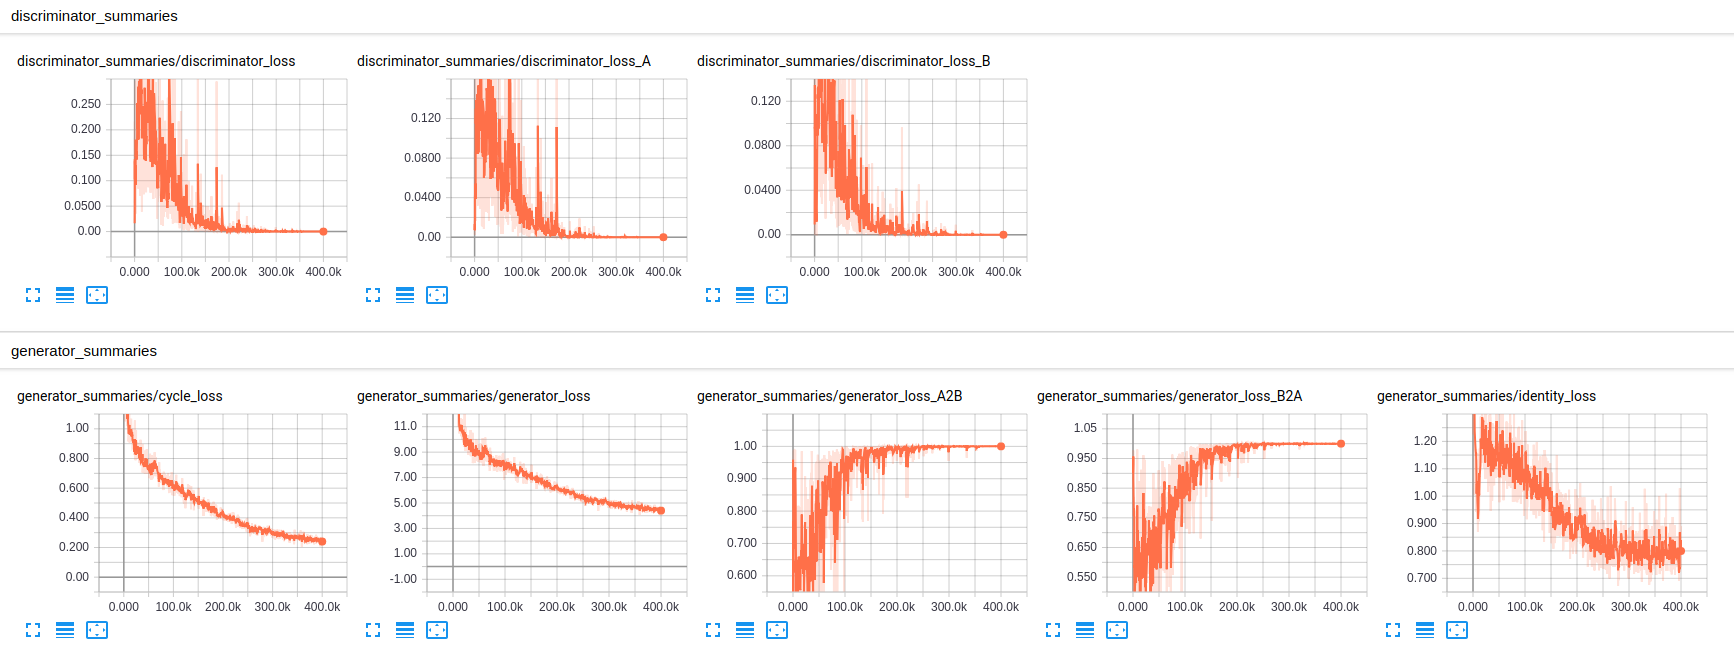 discriminator_summaries
discriminator_summaries/discriminator_loss
0.250
0.200
0.150
0.100
0.0500
0.00
0.000 100.0k 200.0k 300.0k 400.0k
discriminator_summaries/discriminator_loss_A
0.120
0.0800
0.0400
0.00
0.000 100.0k 200.0k 300.0k 400.0k
discriminator_summaries/discriminator_loss_B
0.120
0.0800
0.0400
0.00
0.000 100.0k 200.0k 300.0k 400.0k
generator_summaries
generator_summaries/cycle_loss
1.00
0.800
0.600
0.400
0.200
0.00
0.000 100.0k 200.0k 300.0k 400.0k
generator_summaries/generator_loss
11.0
9.00
7.00
5.00
3.00
1.00
-1.00
0.000 100.0k 200.0k 300.0k 400.0k
generator_summaries/generator_loss_A2B
1.00
0.900
0.800
0.700
0.600
0.000 100.0k 200.0k 300.0k 400.0k
generator_summaries/generator_loss_B2A
1.05
0.950
0.850
0.750
0.650
0.550
0.000 100.0k 200.0k 300.0k 400.0k
generator_summaries/identity_loss
1.20
1.10
1.00
0.900
0.800
0.700
0.000 100.0k 200.0k 300.0k 400.0k